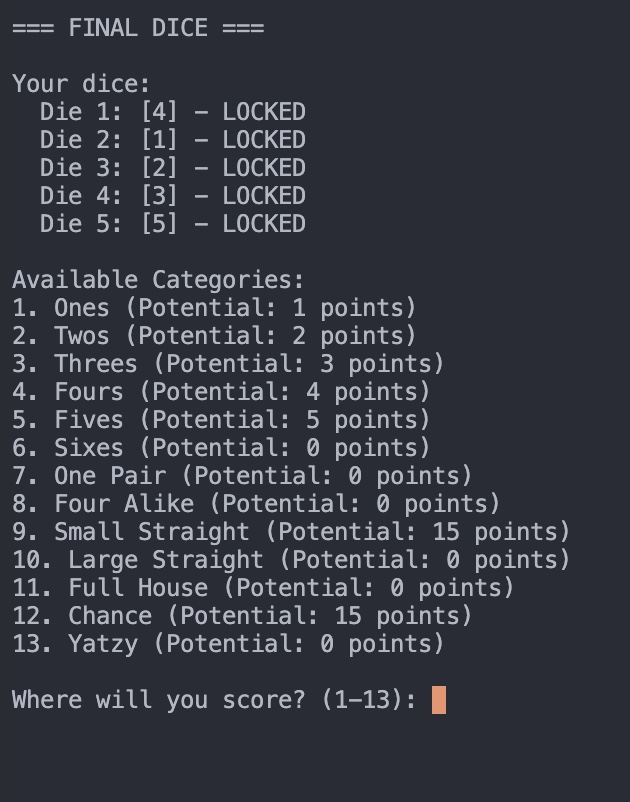 === FINAL DICE ===
Your dice:
Die 1: [4] – LOCKED
Die 2: [1] – LOCKED
Die 3: [2] – LOCKED
Die 4: [3] – LOCKED
Die 5: [5] – LOCKED
Available Categories:
1. Ones (Potential: 1 points)
2. Twos (Potential: 2 points)
3. Threes (Potential: 3 points)
4. Fours (Potential: 4 points)
5. Fives (Potential: 5 points)
6. Sixes (Potential: 0 points)
7. One Pair (Potential: 0 points)
8. Four Alike (Potential: 0 points)
9. Small Straight (Potential: 15 points)
10. Large Straight (Potential: 0 points)
11. Full House (Potential: 0 points)
12. Chance (Potential: 15 points)
13. Yatzy (Potential: 0 points)
Where will you score? (1–13):